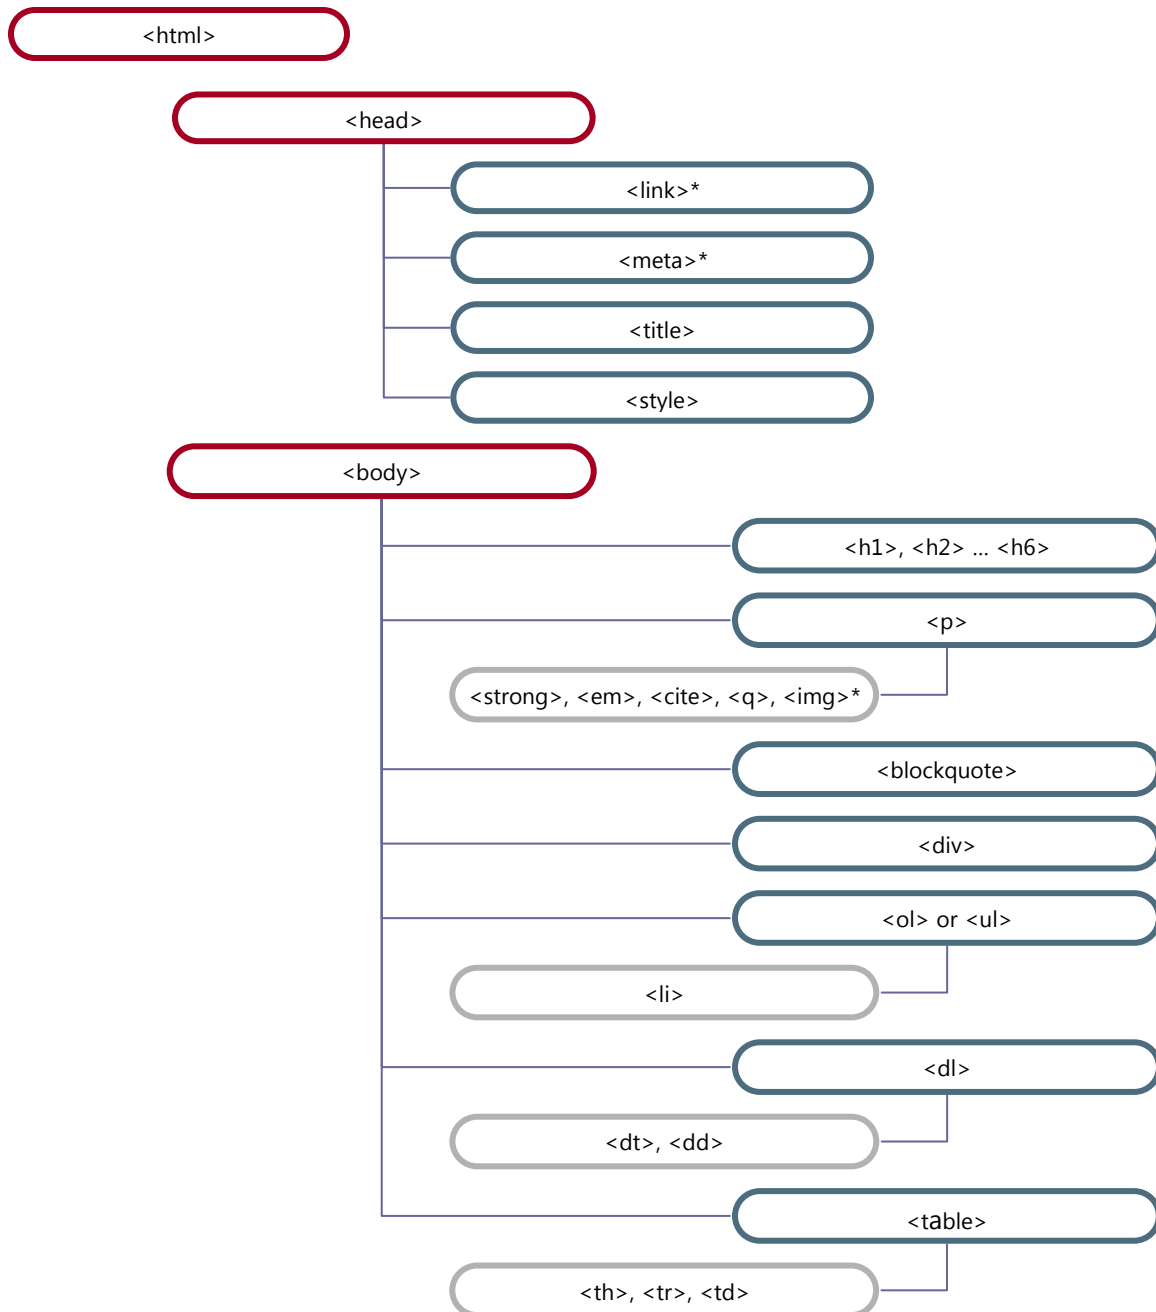 <html>
<head>
<link>*
<meta>*
<title>
<style>
<body>
<h1>, <h2> ... <h6>
<p>
<strong>, <em>, <cite>, <q>, <img>*
<blockquote>
<div>
<ol> or <ul>
<li>
<dl>
<dt>, <dd>
<table>
<th>, <tr>, <td>